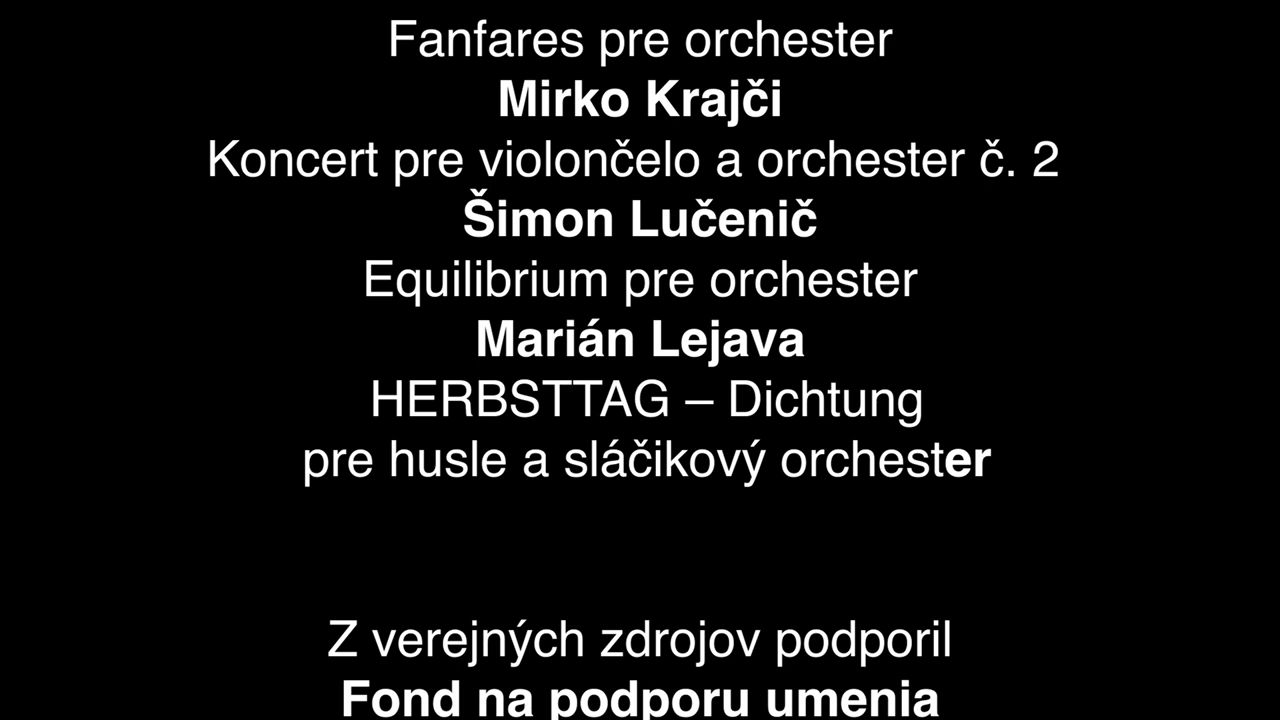 Fanfares pre orchester
Mirko Krajči
Koncert pre violončelo a orchester č. 2
Šimon Lučenič
Equilibrium pre orchester
Marián Lejava
HERBSTTAG – Dichtung
pre husle a sláčikový orchester
Z verejných zdrojov podporil
Fond na podporu umenia